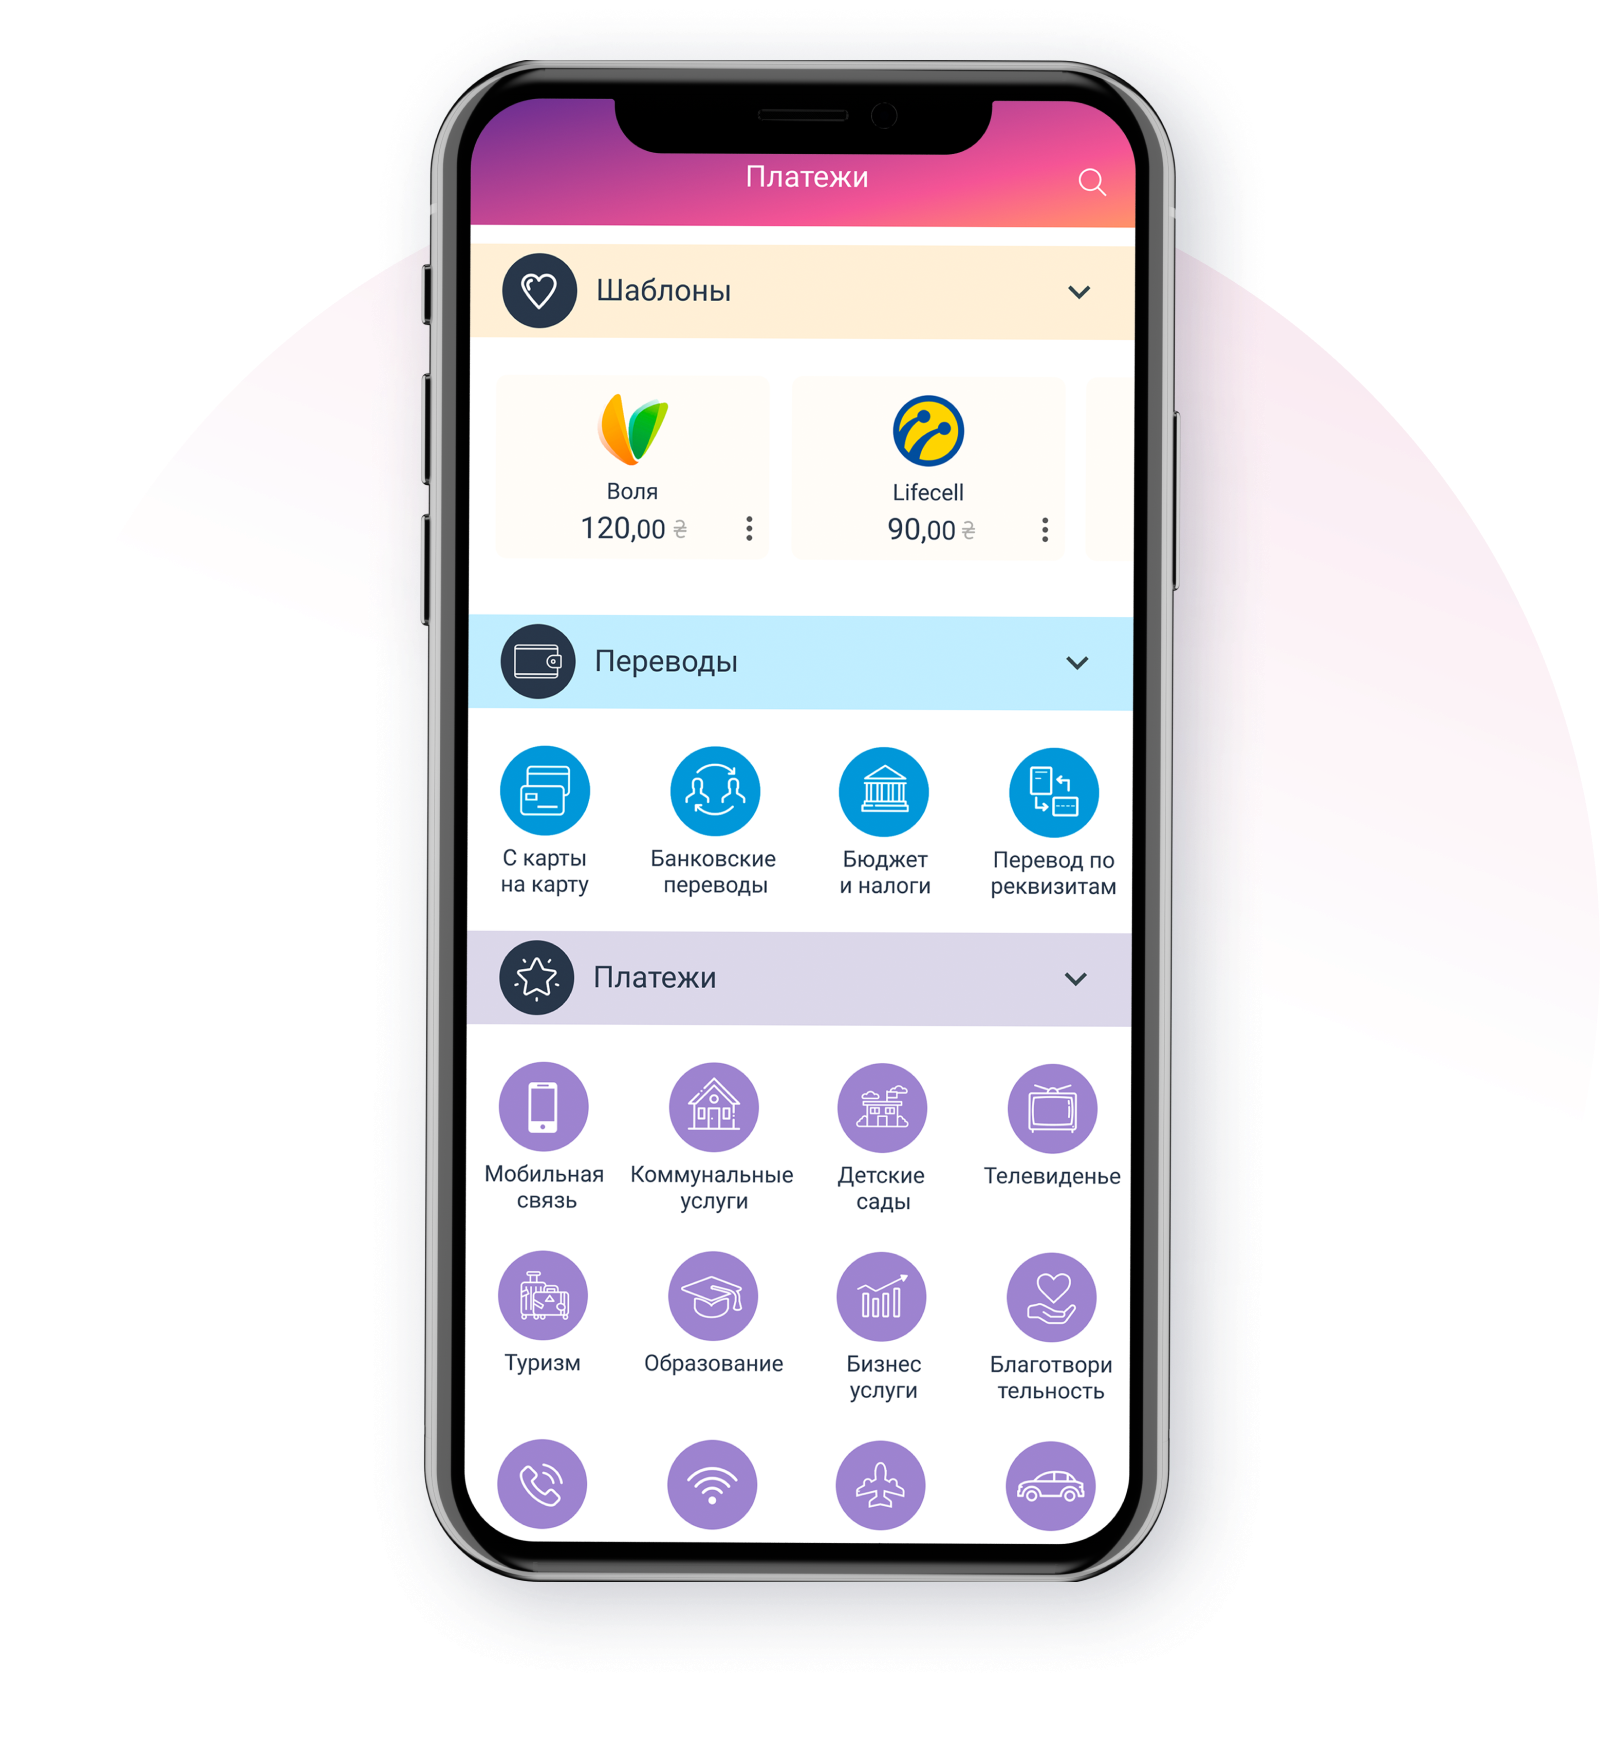 Платежи
Шаблоны
Воля
120,00 ₴
Lifecell
90,00 ₴
Переводы
С карты
на карту
Банковские
переводы
Бюджет
и налоги
Перевод по
реквизитам
Платежи
Мобильная
связь
Коммунальные
услуги
Детские
сады
Телевиденье
Туризм
Образование
Бизнес
услуги
Благотвори
тельность